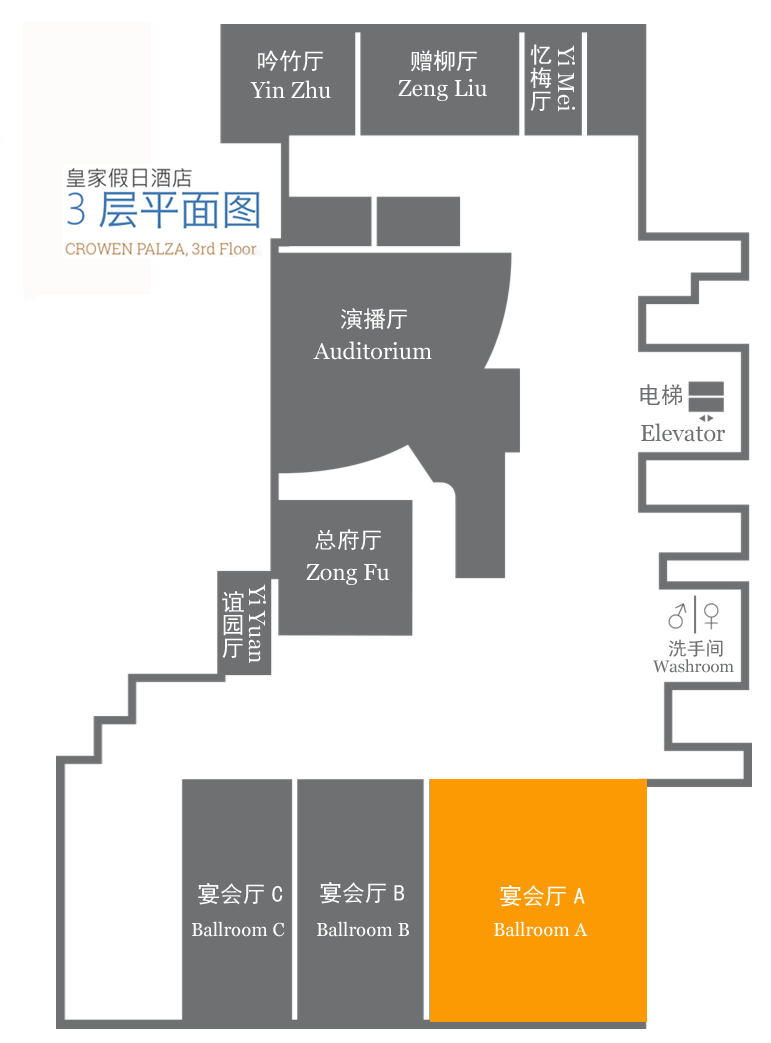 吟竹厅
Yin Zhu
赠柳厅
Zeng Liu
忆梅厅
Yi Mei
皇家假日酒店
3 层平面图
CROWEN PALZA, 3rd Floor
演播厅
Auditorium
电梯
Elevator
总府厅
Zong Fu
谊园厅
Yi Yuan
洗手间
Washroom
宴会厅 C
Ballroom C
宴会厅 B
Ballroom B
宴会厅 A
Ballroom A